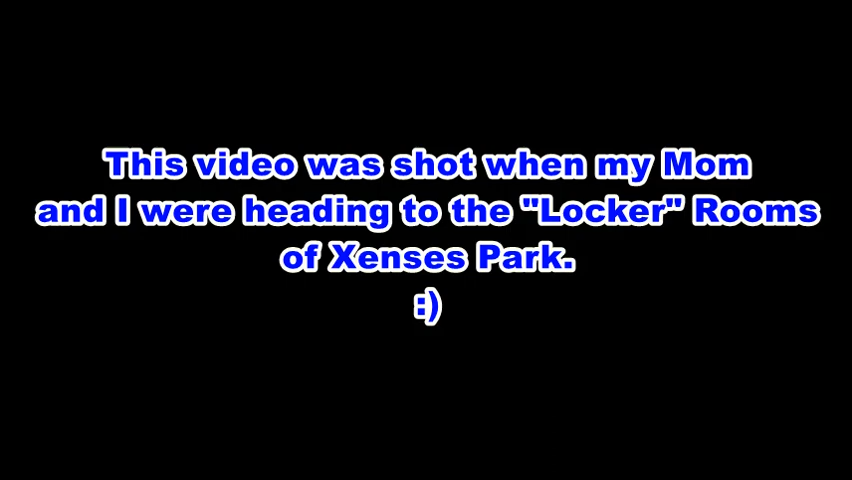 This video was shot when my Mom
and I were heading to the "Locker" Rooms
of Xenses Park.
:)